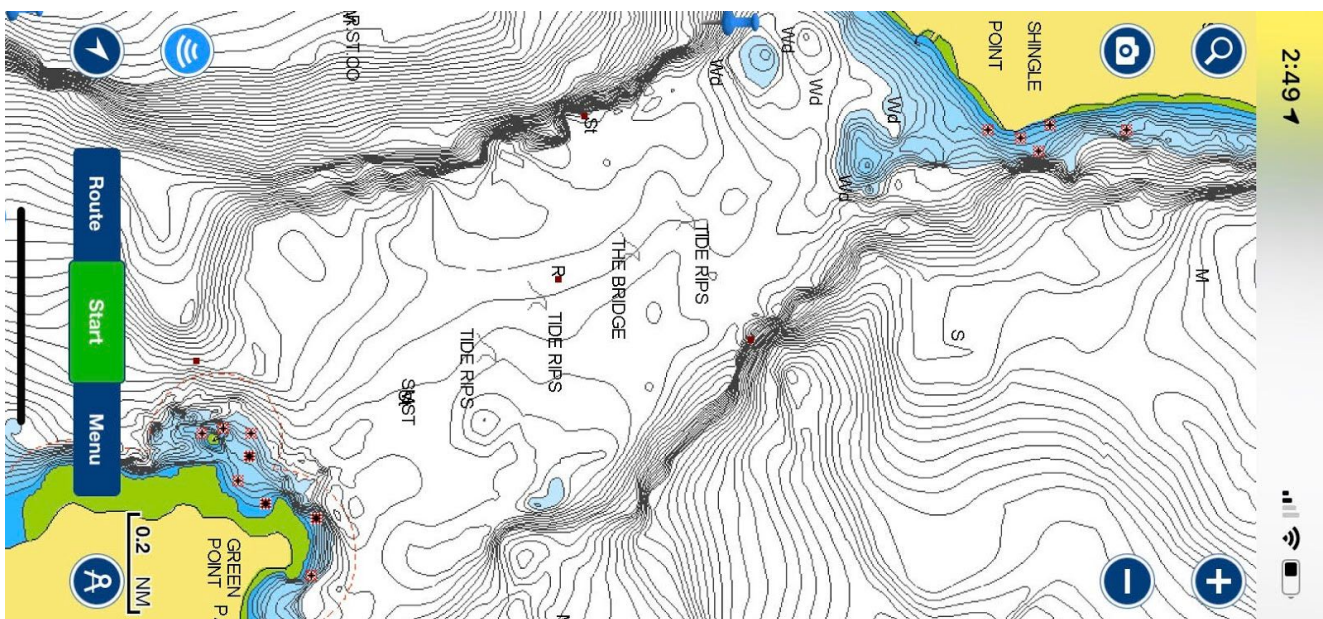 2:49
M
SHINGLE
POINT
S
Wd
Wd
Wd
Wd
Wd
TIDE RIPS
THE BRIDGE
St
R
TIDE RIPS
TIDE RIPS
GREEN
POINT
0.2 NM
Route Start Menu